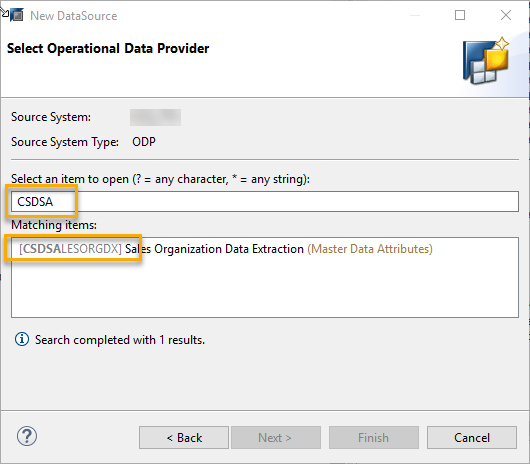 New DataSource
Select Operational Data Provider
Source System:
Source System Type: ODP
Select an item to open (? = any character, * = any string):
CSDSA
Matching items:
[CSDSALESORGDX] Sales Organization Data Extraction (Master Data Attributes)
Search completed with 1 results.
< Back Next > Finish Cancel